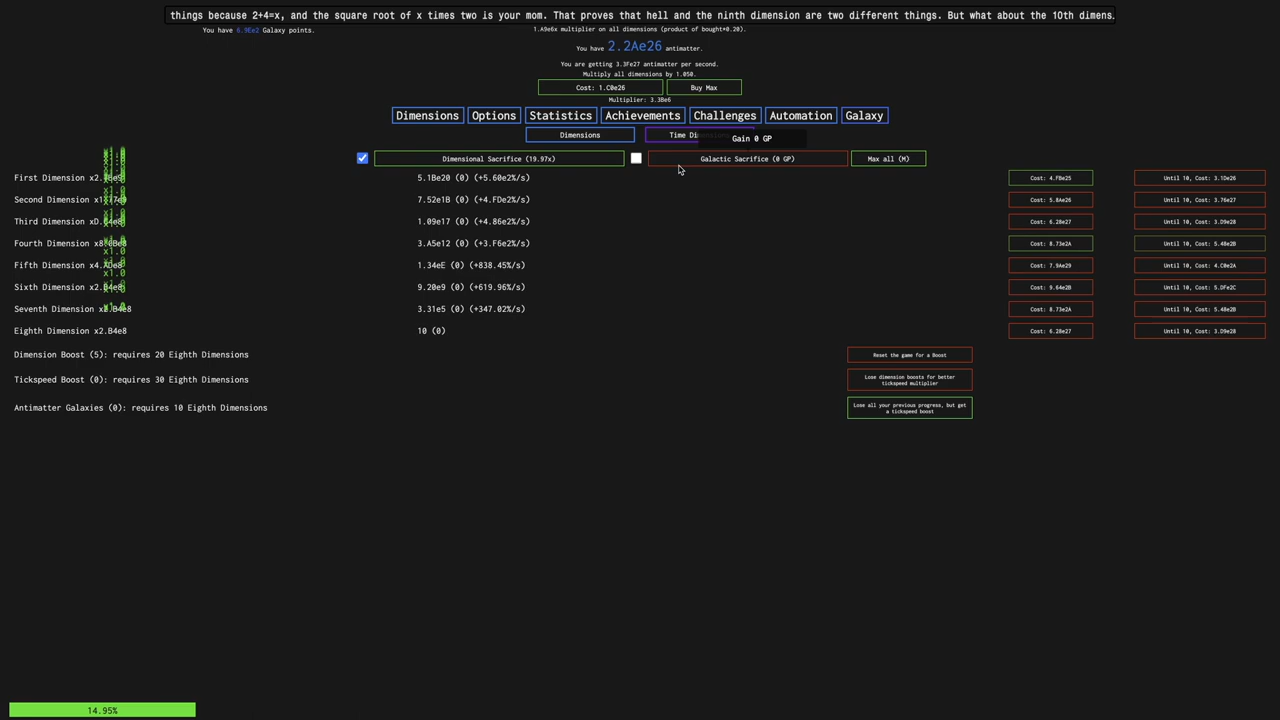 things because 2+4=x, and the square root of x times two is your mom. That proves that hell and the ninth dimension are two different things. But what about the 10th dimens.
You have 6.9Ee2 Galaxy points.
1.A9e6x multiplier on all dimensions (product of bought*0.20).
You have 2.2Ae26 antimatter.
You are getting 3.3Fe27 antimatter per second.
Multiply all dimensions by 1.050.
Cost: 1.C0e26 Buy Max
Multiplier: 3.38e6
Dimensions Options Statistics Achievements Challenges Automation Galaxy
Dimensions Time
Gain 0 GP
Dimensional Sacrifice (19.97x) Galactic Sacrifice (0 GP) Max all (M)
First Dimension 5.1Be20 (0) (+5.60e2%/s) Cost: 4.FBe25 Until 10, Cost: 3.1De26
Second Dimension 7.52e1B (0) (+4.FDe2%/s) Cost: 5.8Ae26 Until 10, Cost: 3.76e27
Third Dimension 1.09e17 (0) (+4.86e2%/s) Cost: 6.28e27 Until 10, Cost: 3.D9e28
Fourth Dimension 3.A5e12 (0) (+3.F6e2%/s) Cost: 8.73e2A Until 10, Cost: 5.48e2B
Fifth Dimension 1.34eE (0) (+838.45%/s) Cost: 7.9Ae29 Until 10, Cost: 4.C0e2A
Sixth Dimension 9.20e9 (0) (+619.96%/s) Cost: 9.64e2B Until 10, Cost: 5.DFe2C
Seventh Dimension 3.31e5 (0) (+347.02%/s) Cost: 8.73e2A Until 10, Cost: 5.48e2B
Eighth Dimension x2.B4e8 10 (0) Cost: 6.28e27 Until 10, Cost: 3.D9e28
Dimension Boost (5): requires 20 Eighth Dimensions Reset the game for a Boost
Tickspeed Boost (0): requires 30 Eighth Dimensions Lose dimension boosts for better
tickspeed multiplier
Antimatter Galaxies (0): requires 10 Eighth Dimensions Lose all your previous progress, but get
a tickspeed boost
14.95%